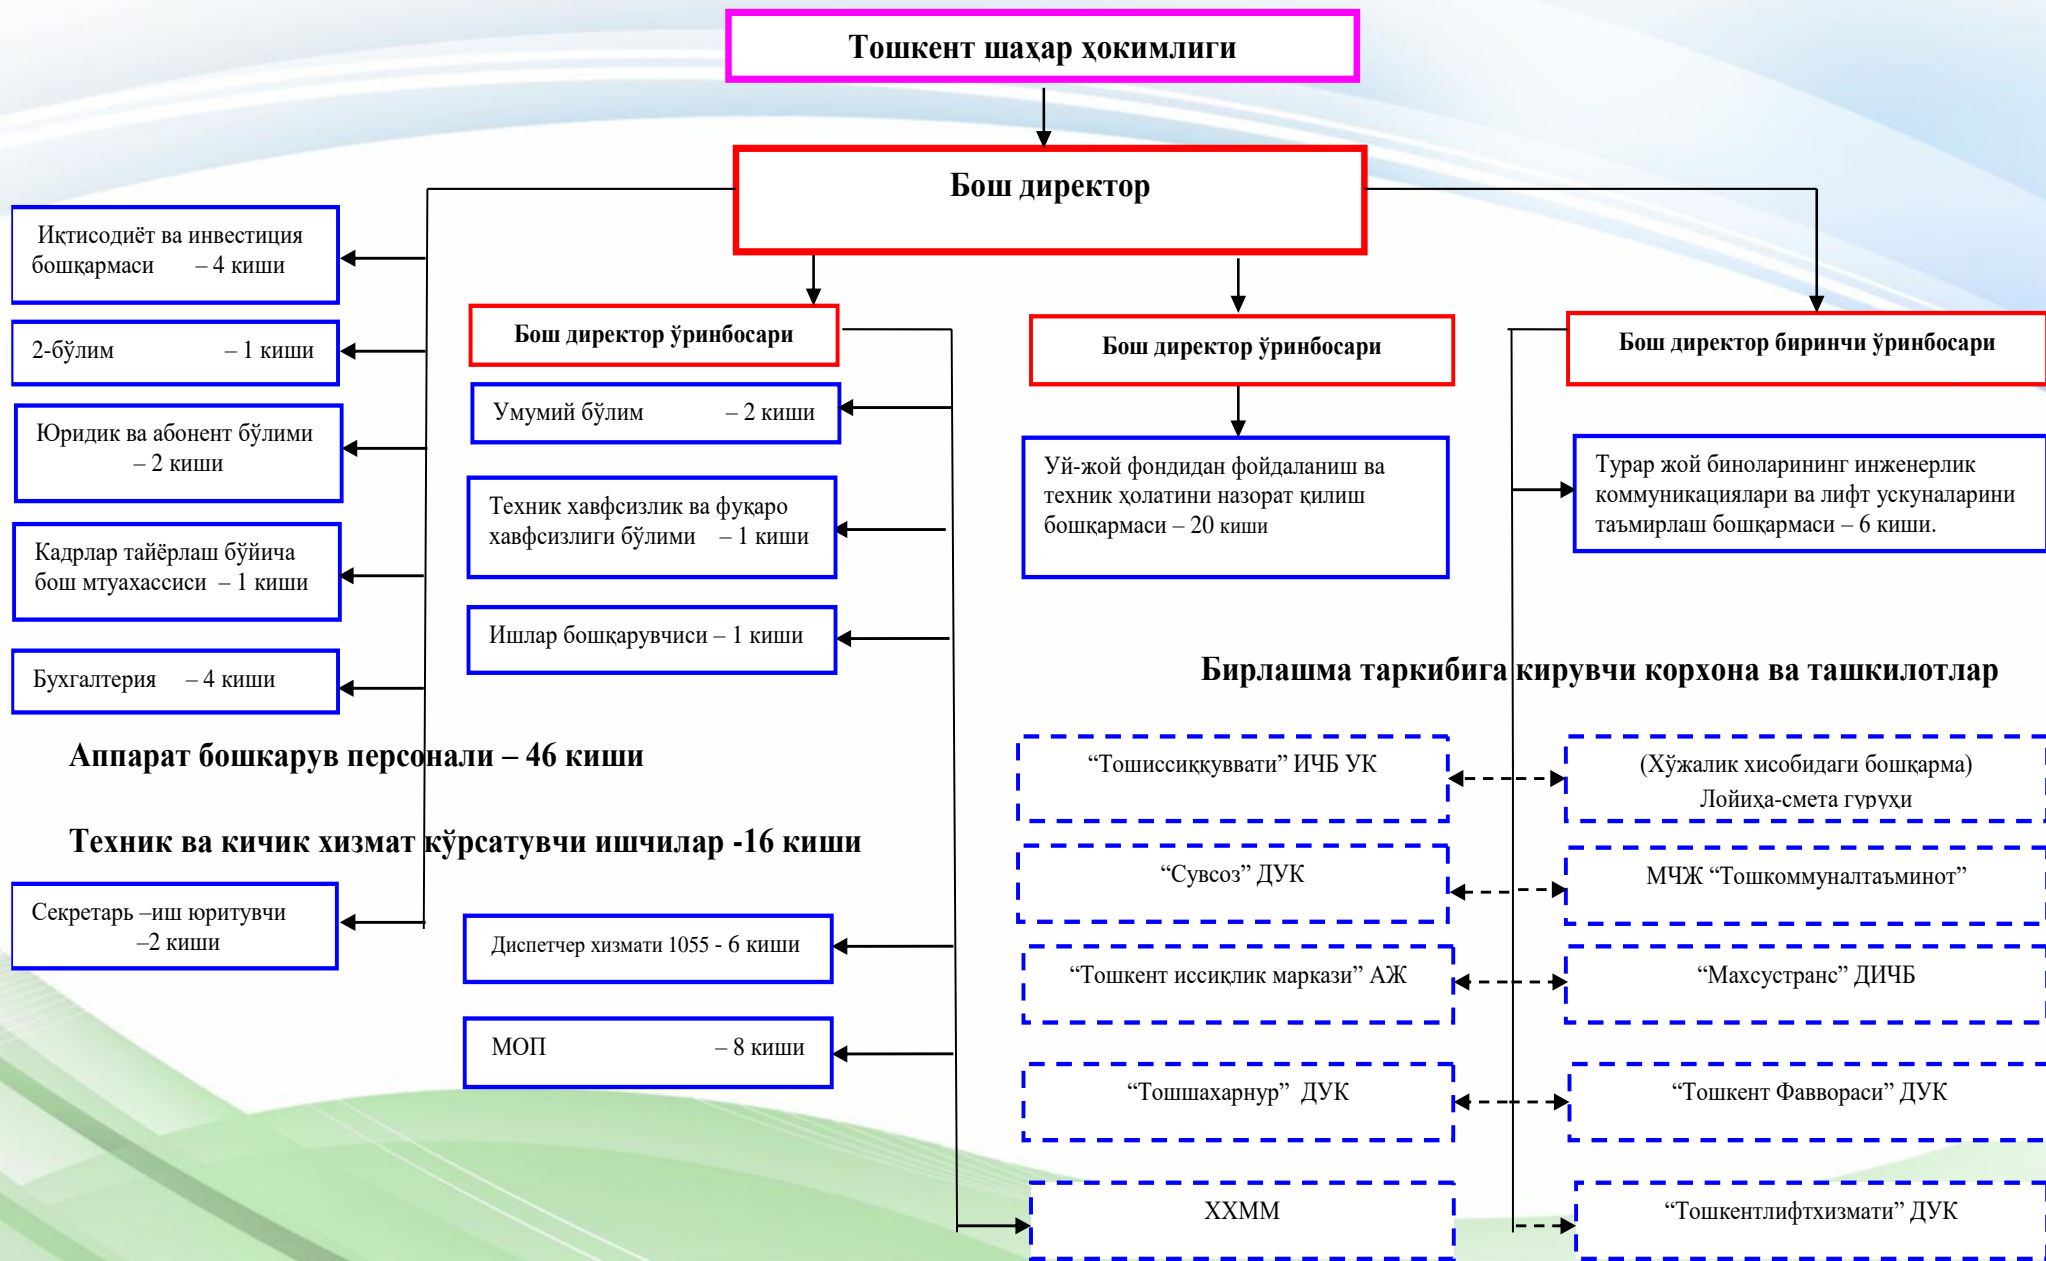 Тошкент шаҳар ҳокимлиги
Бош директор
Иқтисодиёт ва инвестиция
бошқармаси – 4 киши
2-бўлим – 1 киши
Юридик ва абонент бўлими
– 2 киши
Кадрлар тайёрлаш бўйича
бош мтуахассиси – 1 киши
Бухгалтерия – 4 киши
Бош директор ўринбосари
Умумий бўлим – 2 киши
Техник хавфсизлик ва фуқаро
хавфсизлиги бўлими – 1 киши
Ишлар бошқарувчиси – 1 киши
Бош директор ўринбосари
Уй-жой фондидан фойдаланиш ва
техник ҳолатини назорат қилиш
бошқармаси – 20 киши
Бош директор биринчи ўринбосари
Турар жой биноларининг инженерлик
коммуникациялари ва лифт ускуналарини
таъмирлаш бошқармаси – 6 киши.
Аппарат бошкарув персонали – 46 киши
Техник ва кичик хизмат кўрсатувчи ишчилар -16 киши
Секретарь –иш юритувчи
–2 киши
Диспетчер хизмати 1055 - 6 киши
МОП – 8 киши
Бирлашма таркибига кирувчи корхона ва ташкилотлар
“Тошиссиққуввати” ИЧБ УК
(Хўжалик хисобидаги бошқарма)
Лойиҳа-смета гуруҳи
“Сувсоз” ДУК
МЧЖ “Тошкоммуналтаъминот”
“Тошкент иссиқлик маркази” АЖ
“Махсустранс” ДИЧБ
“Тошшахарнур” ДУК
“Тошкент Фаввораси” ДУК
ХХММ
“Тошкентлифтхизмати” ДУК